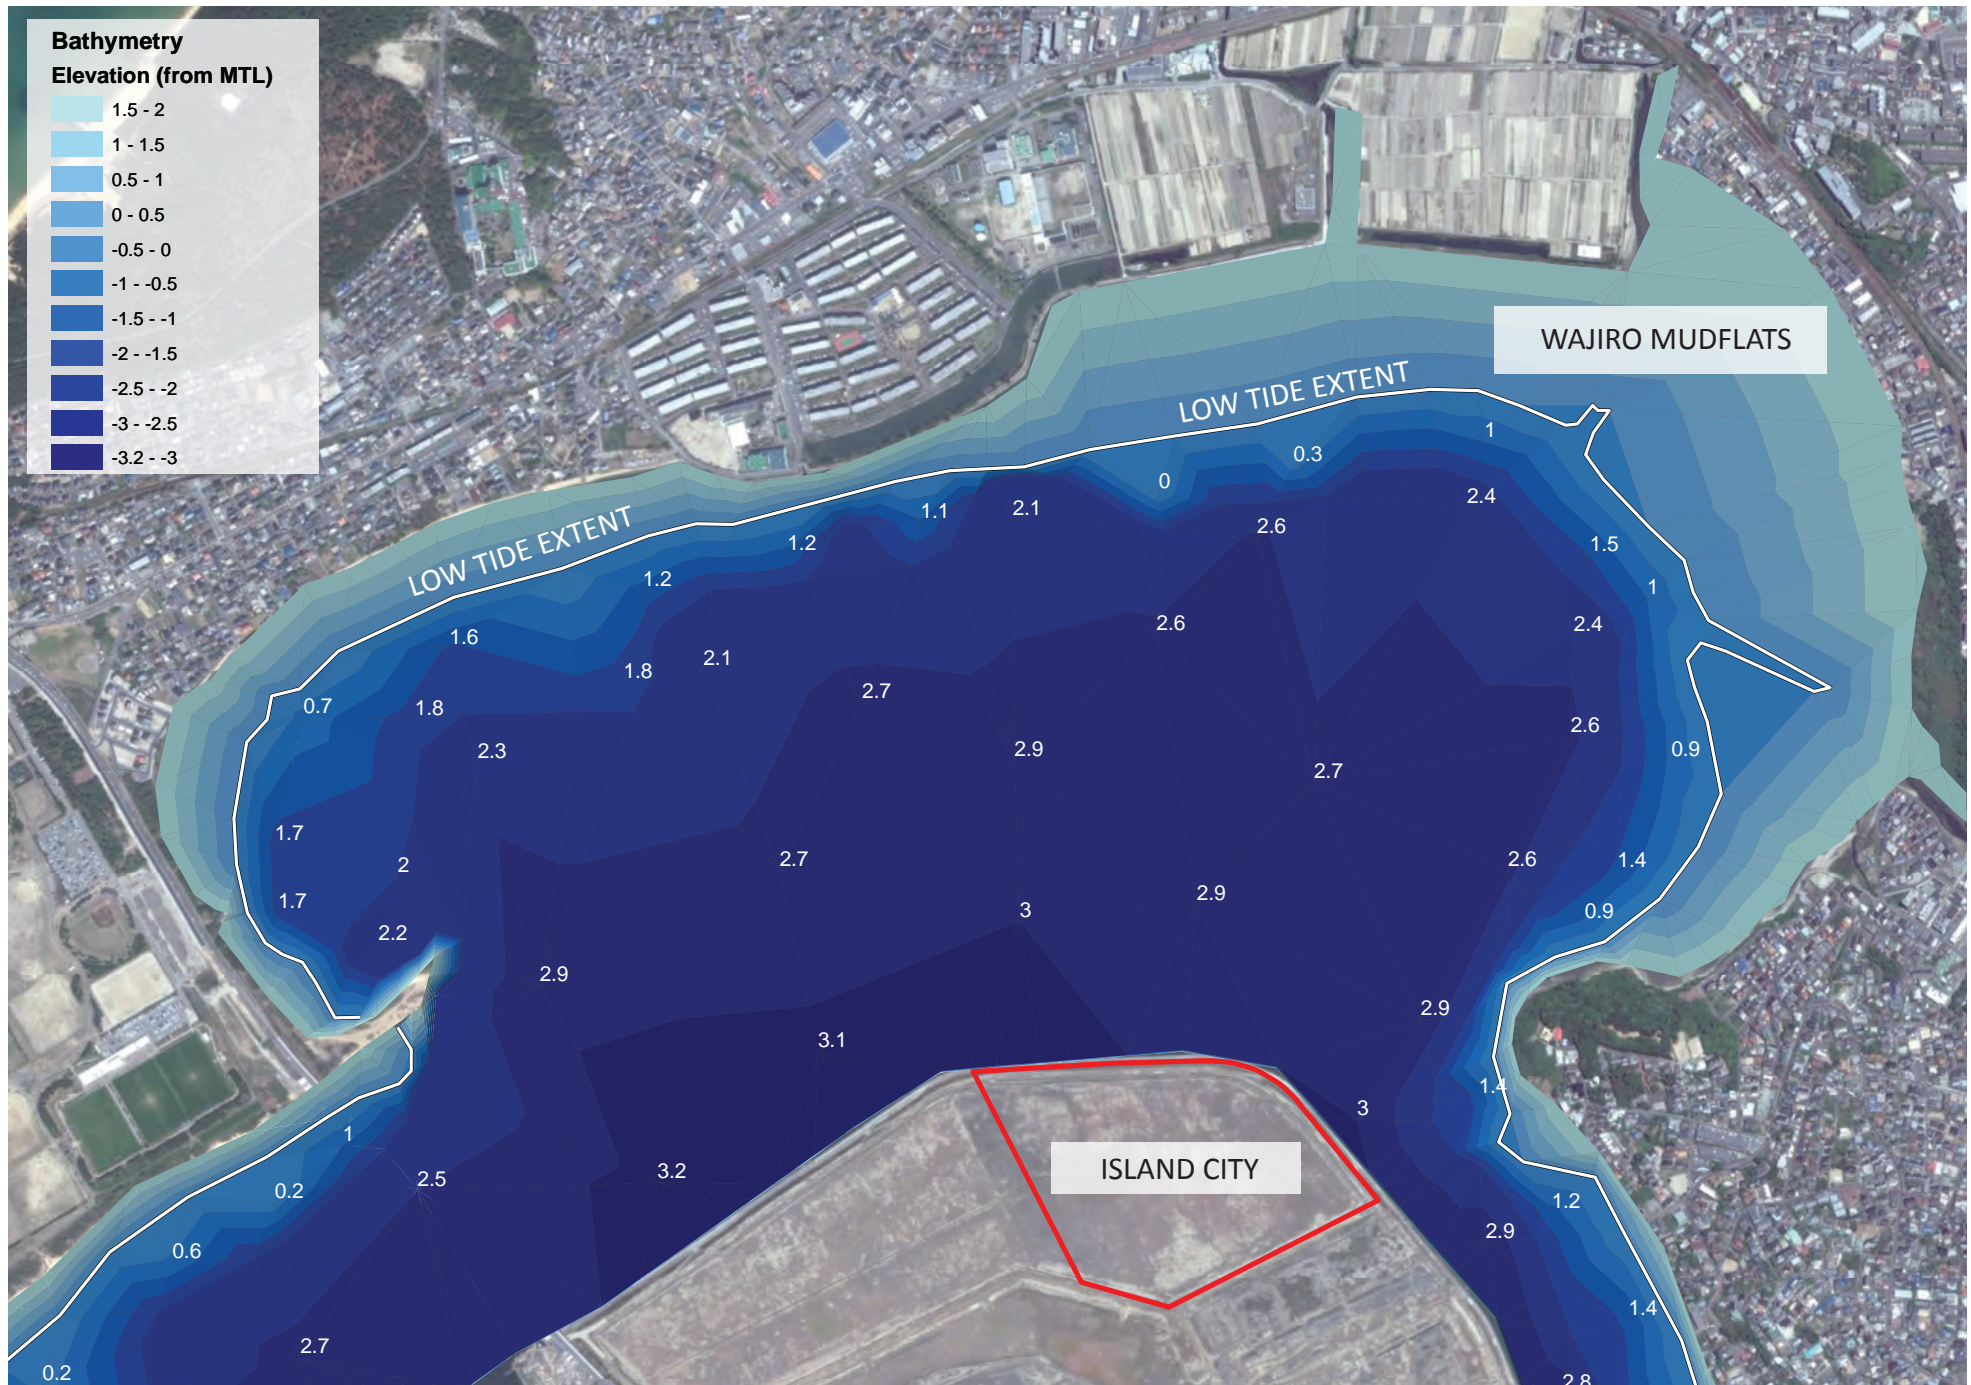 Bathymetry
Elevation (from MTL)
1.5 - 2
1 - 1.5
0.5 - 1
0 - 0.5
-0.5 - 0
-1 - -0.5
-1.5 - -1
-2 - -1.5
-2.5 - -2
-3 - -2.5
-3.2 - -3
WAJIRO MUDFLATS
LOW TIDE EXTENT
1
0.3
0
2.4
1.1
2.1
2.6
LOW TIDE EXTENT
1.2
1.5
1.2
1
1.6
2.6
2.4
1.8
2.1
2.7
0.7
1.8
2.6
2.3
2.9
0.9
2.7
1.7
2
2.7
2.6
1.4
1.7
2.9
3
0.9
2.2
2.9
2.9
3.1
1.4
3
1
ISLAND CITY
3.2
2.5
0.2
1.2
2.9
0.6
1.4
2.7
0.2
2.8